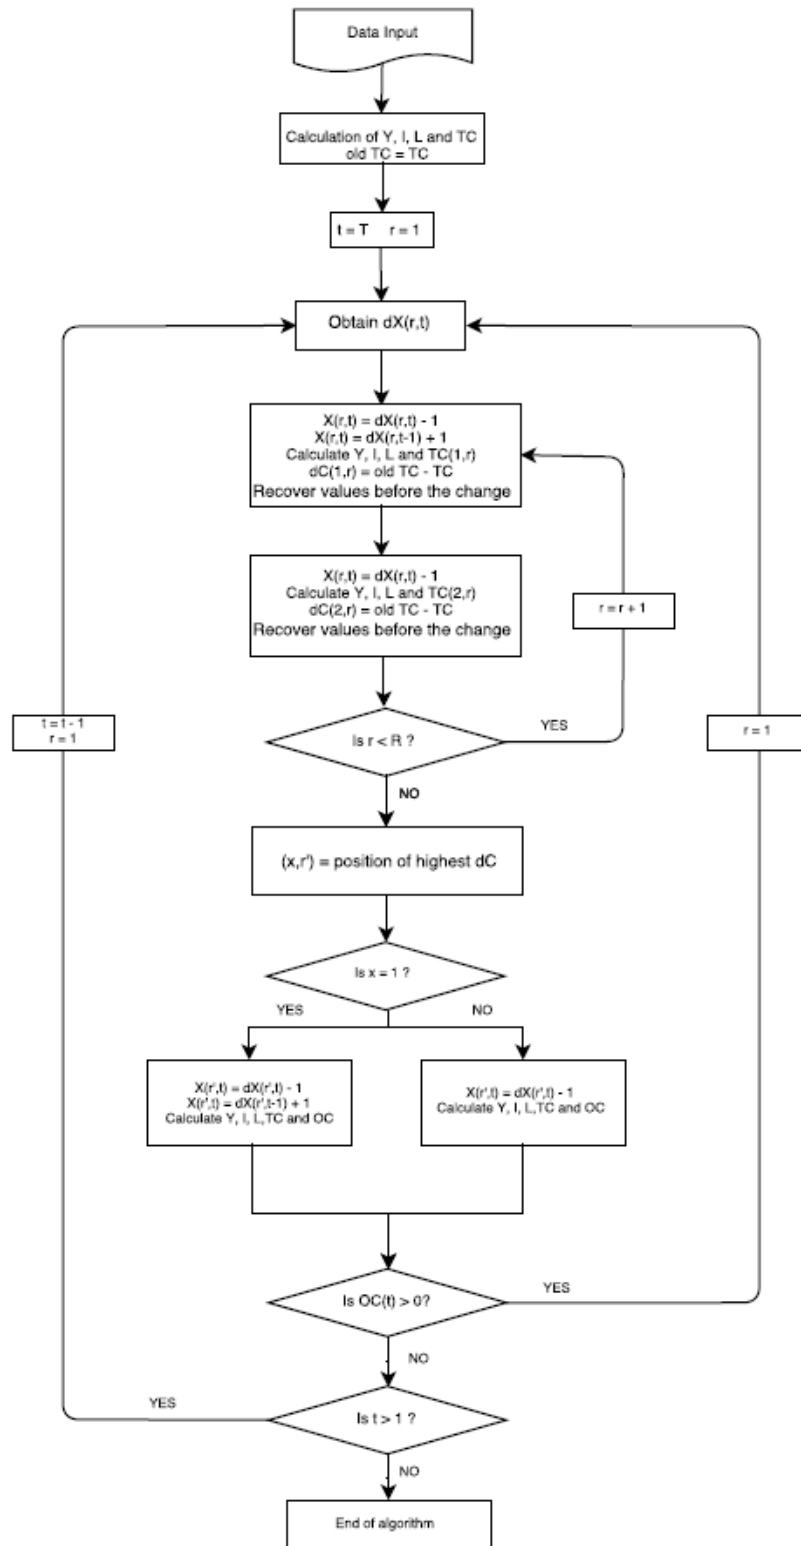 Data Input
Calculation of Y, I, L and TC
old TC = TC
t = T r = 1
Obtain dX(r,t)
X(r,t) = dX(r,t) - 1
X(r,t) = dX(r,t-1) + 1
Calculate Y, I, L and TC(1,r)
dC(1,r) = old TC - TC
Recover values before the change
X(r,t) = dX(r,t) - 1
Calculate Y, I, L and TC(2,r)
dC(2,r) = old TC - TC
Recover values before the change
r = r + 1
t = t - 1
r = 1
r = 1
Is r < R ?
YES
NO
(x,r') = position of highest dC
Is x = 1 ?
YES
NO
X(r',t) = dX(r',t) - 1
X(r',t) = dX(r',t-1) + 1
Calculate Y, I, L,TC and OC
X(r',t) = dX(r',t) - 1
Calculate Y, I, L,TC and OC
Is OC(t) > 0?
YES
NO
YES
Is t > 1 ?
NO
End of algorithm